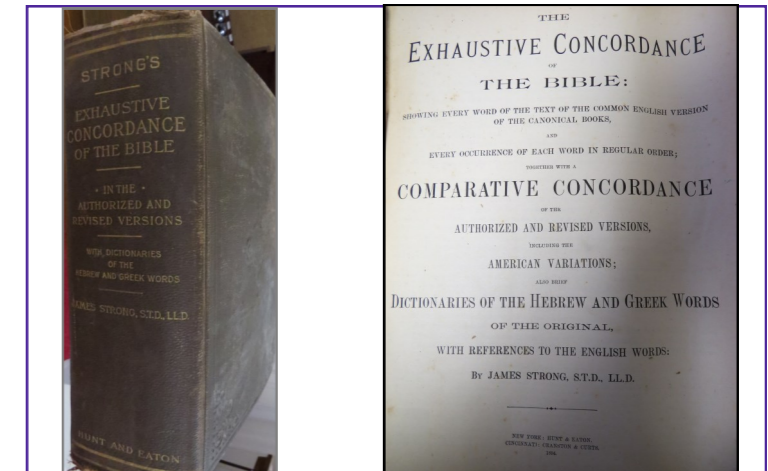 STRONG'S
EXHAUSTIVE
CONCORDANCE
OF THE BIBLE
• IN THE •
AUTHORIZED AND
REVISED VERSIONS
WITH DICTIONARIES
OF THE
HEBREW AND GREEK WORDS
JAMES STRONG, S.T.D., LL.D.
HUNT AND EATON
THE
EXHAUSTIVE CONCORDANCE
OF
THE BIBLE:
SHOWING EVERY WORD OF THE TEXT OF THE COMMON ENGLISH VERSION
OF THE CANONICAL BOOKS,
AND
EVERY OCCURRENCE OF EACH WORD IN REGULAR ORDER;
TOGETHER WITH A
COMPARATIVE CONCORDANCE
OF THE
AUTHORIZED AND REVISED VERSIONS,
INCLUDING THE
AMERICAN VARIATIONS;
ALSO BRIEF
DICTIONARIES OF THE HEBREW AND GREEK WORDS
OF THE ORIGINAL,
WITH REFERENCES TO THE ENGLISH WORDS:
BY JAMES STRONG, S.T.D., LL.D.
NEW YORK: HUNT & EATON.
CINCINNATI: CRANSTON & CURTS.